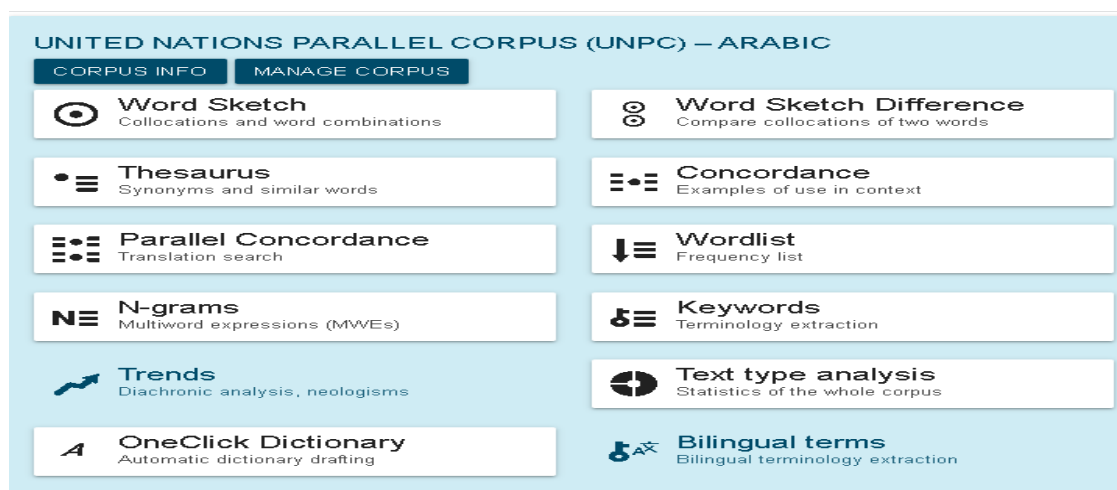 UNITED NATIONS PARALLEL CORPUS (UNPC) – ARABIC
CORPUS INFO MANAGE CORPUS
Word Sketch
Collocations and word combinations
Word Sketch Difference
Compare collocations of two words
Thesaurus
Synonyms and similar words
Concordance
Examples of use in context
Parallel Concordance
Translation search
Wordlist
Frequency list
N-grams
Multiword expressions (MWEs)
Keywords
Terminology extraction
Trends
Diachronic analysis, neologisms
Text type analysis
Statistics of the whole corpus
OneClick Dictionary
Automatic dictionary drafting
Bilingual terms
Bilingual terminology extraction